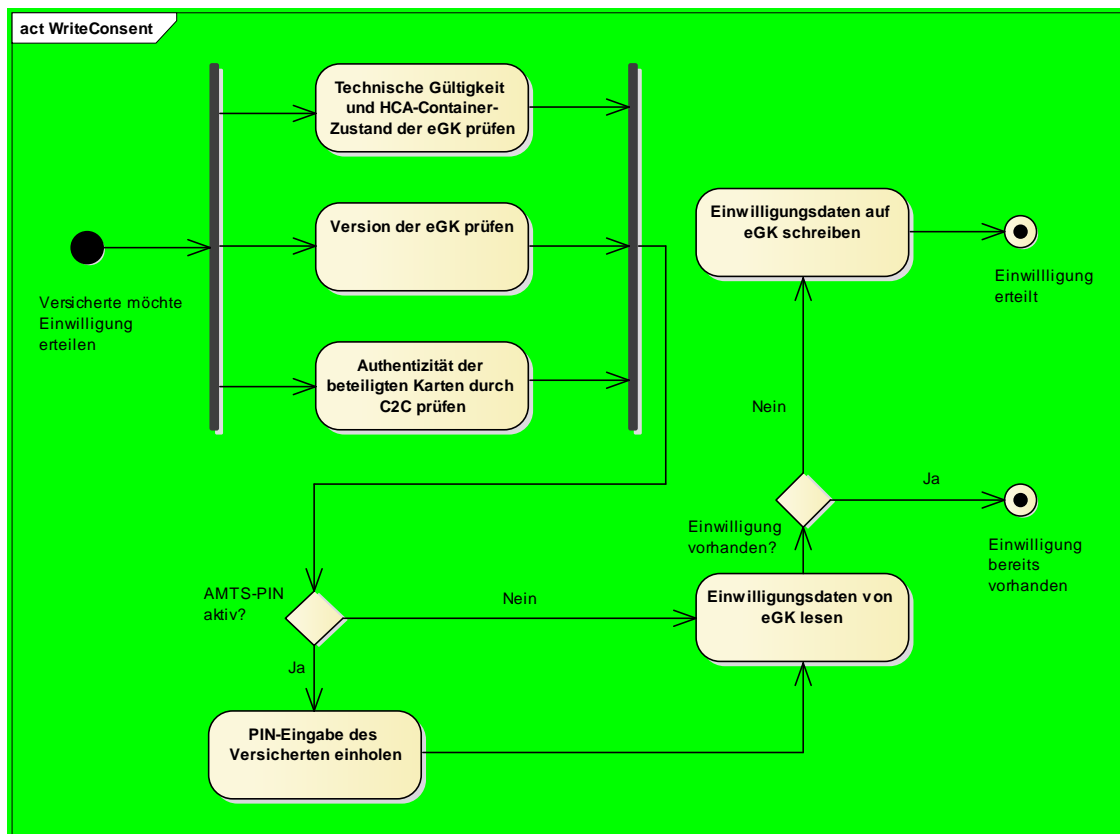 act WriteConsent
Technische Gültigkeit
und HCA-Container-
Zustand der eGK prüfen
Version der eGK prüfen
Authentizität der
beteiligten Karten durch
C2C prüfen
Versicherte möchte
Einwilligung
erteilen
Einwilligungsdaten auf
eGK schreiben
Einwillligung
erteilt
Nein
Ja
Einwilligung
vorhanden?
Einwilligung
bereits
vorhanden
AMTS-PIN
aktiv?
Nein
Einwilligungsdaten von
eGK lesen
Ja
PIN-Eingabe des
Versicherten einholen